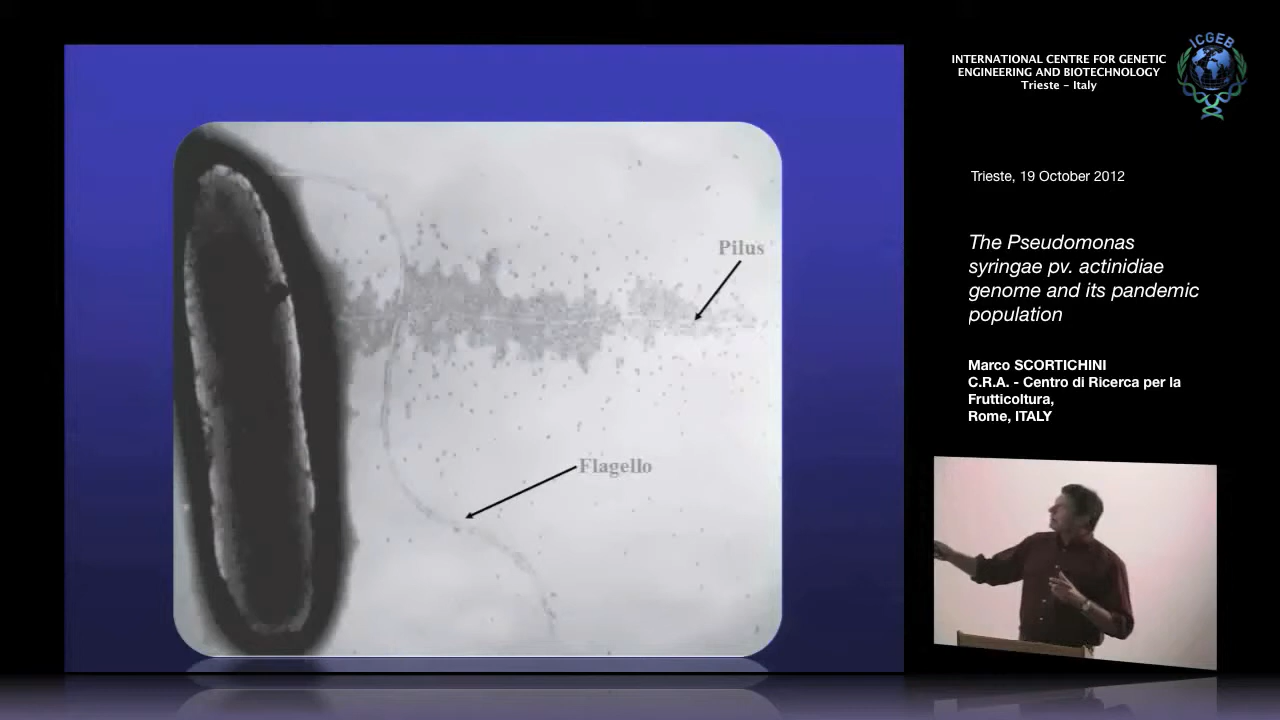 ICGEB
INTERNATIONAL CENTRE FOR GENETIC
ENGINEERING AND BIOTECHNOLOGY
Trieste - Italy
Trieste, 19 October 2012
The Pseudomonas
syringae pv. actinidiae
genome and its pandemic
population
Marco SCORTICHINI
C.R.A. - Centro di Ricerca per la
Frutticoltura,
Rome, ITALY
Pilus
Flagello